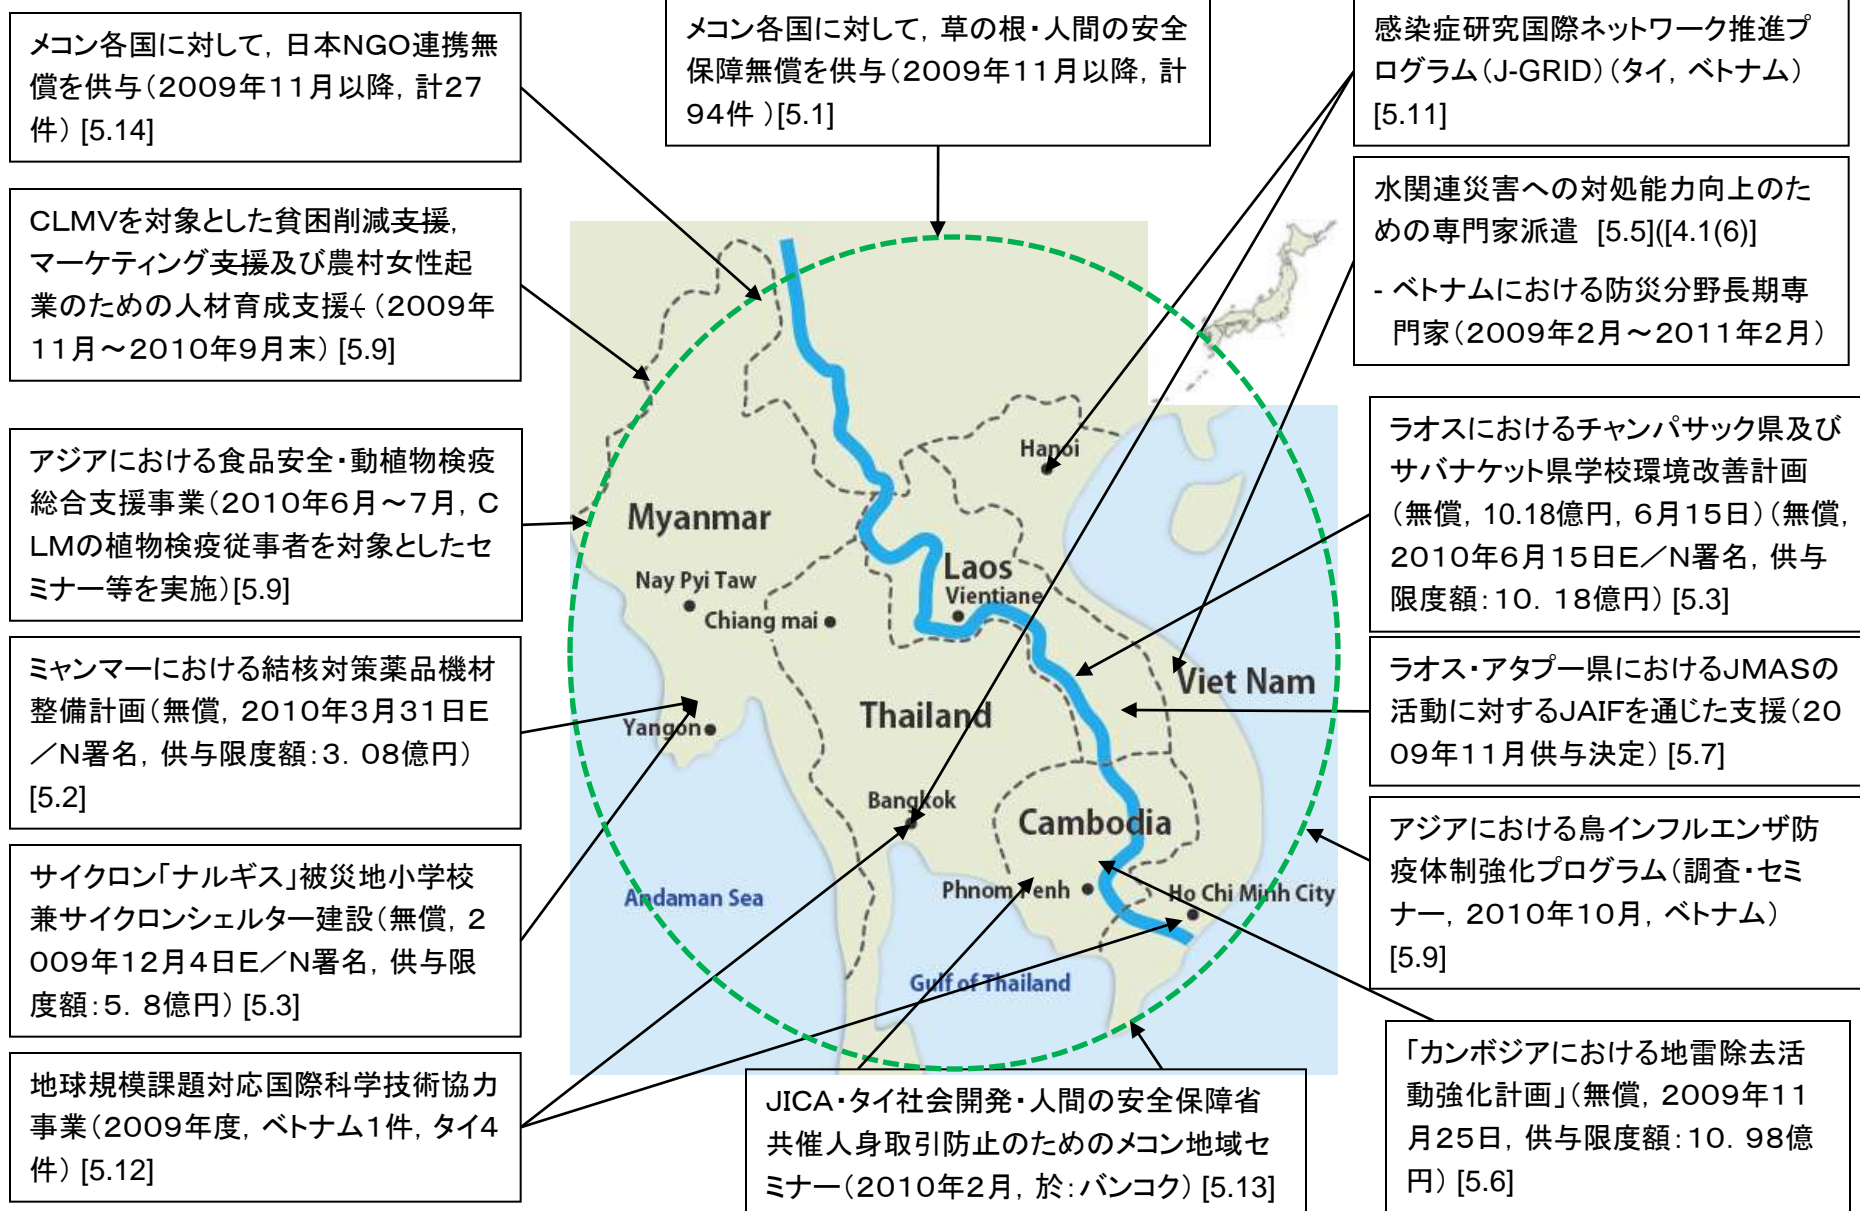 メコン各国に対して，日本NGO連携無
償を供与（2009年11月以降，計27
件）[5.14]
メコン各国に対して，草の根・人間の安全
保障無償を供与（2009年11月以降，計
94件）[5.1]
感染症研究国際ネットワーク推進プ
ログラム（J-GRID）（タイ，ベトナム）
[5.11]
CLMVを対象とした貧困削減支援，
マーケティング支援及び農村女性起
業のための人材育成支援（（2009年
11月～2010年9月末）[5.9]
水関連災害への対処能力向上のた
めの専門家派遣 [5.5]([4.1(6)]
- ベトナムにおける防災分野長期専
門家（2009年2月～2011年2月）
アジアにおける食品安全・動植物検疫
総合支援事業（2010年6月～7月，C
LMの植物検疫従事者を対象としたセ
ミナー等を実施）[5.9]
ラオスにおけるチャンパサック県及び
サバナケット県学校環境改善計画
（無償，10.18億円，6月15日）（無償，
2010年6月15日E／N署名，供与
限度額：10．18億円）[5.3]
ミャンマーにおける結核対策薬品機材
整備計画（無償，2010年3月31日E
／N署名，供与限度額：3．08億円）
[5.2]
ラオス・アタプー県におけるJMASの
活動に対するJAIFを通じた支援（20
09年11月供与決定）[5.7]
サイクロン「ナルギス」被災地小学校
兼サイクロンシェルター建設（無償，2
009年12月4日E／N署名，供与限
度額：5．8億円）[5.3]
アジアにおける鳥インフルエンザ防
疫体制強化プログラム（調査・セミ
ナー，2010年10月，ベトナム）
[5.9]
地球規模課題対応国際科学技術協力
事業（2009年度，ベトナム1件，タイ4
件）[5.12]
JICA・タイ社会開発・人間の安全保障省
共催人身取引防止のためのメコン地域セ
ミナー（2010年2月，於：バンコク）[5.13]
「カンボジアにおける地雷除去活
動強化計画」（無償，2009年11
月25日，供与限度額：10．98億
円）[5.6]
Hanoi
Myanmar
Laos
Nay Pyi Taw
Vientiane
Chiang mai
Viet Nam
Thailand
Yangon
Bangkok
Cambodia
Phnom Penh
Ho Chi Minh City
Andaman Sea
Gulf of Thailand